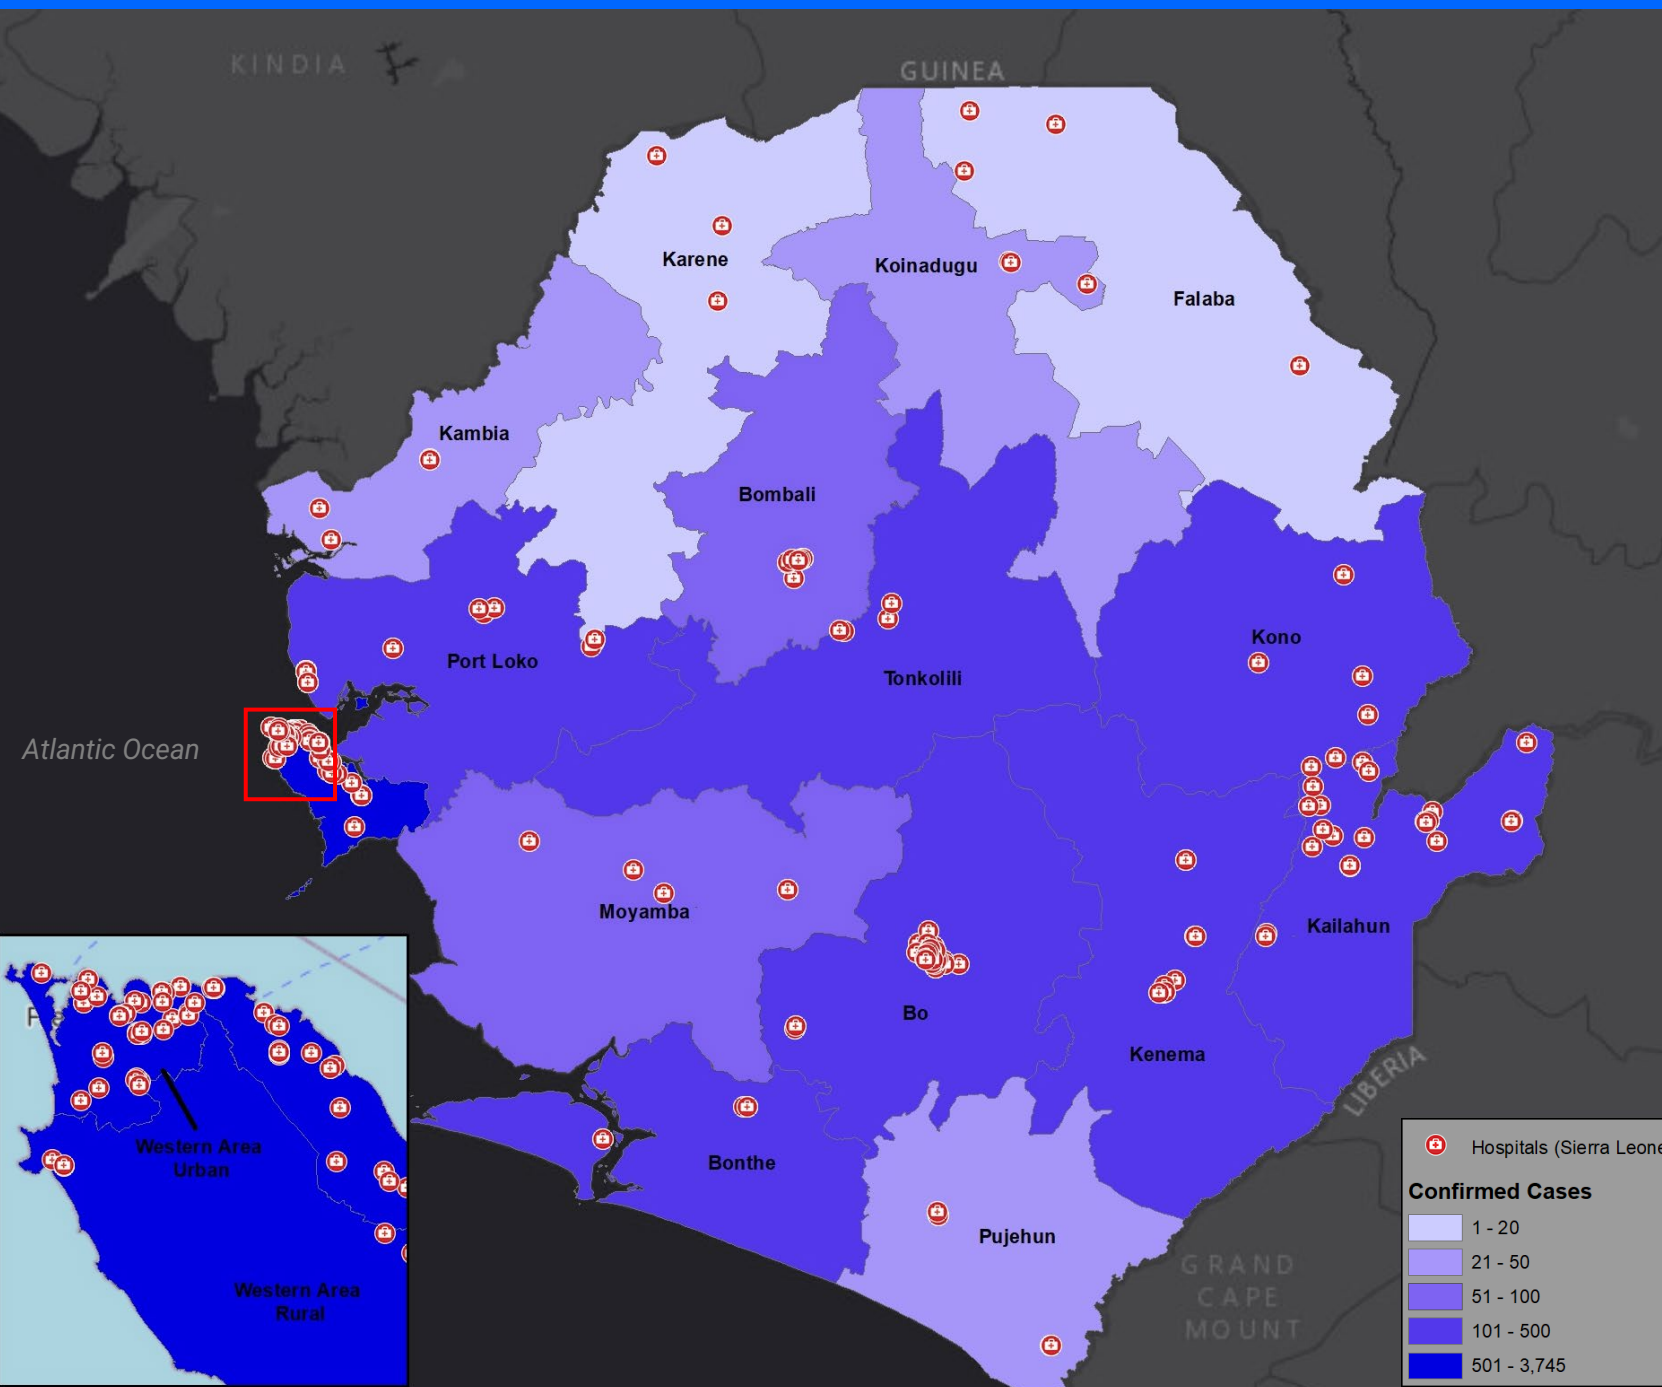 KINDIA
GUINEA
Karene
Koinadugu
Falaba
Kambia
Bombali
Kono
Port Loko
Tonkolili
Atlantic Ocean
Moyamba
Kailahun
Bo
Kenema
LIBERIA
Western Area
Urban
Bonthe
Hospitals (Sierra Leone
Confirmed Cases
1 - 20
21 - 50
51 - 100
101 - 500
501 - 3,745
Pujehun
GRAND
CAPE
MOUNT
Western Area
Rural